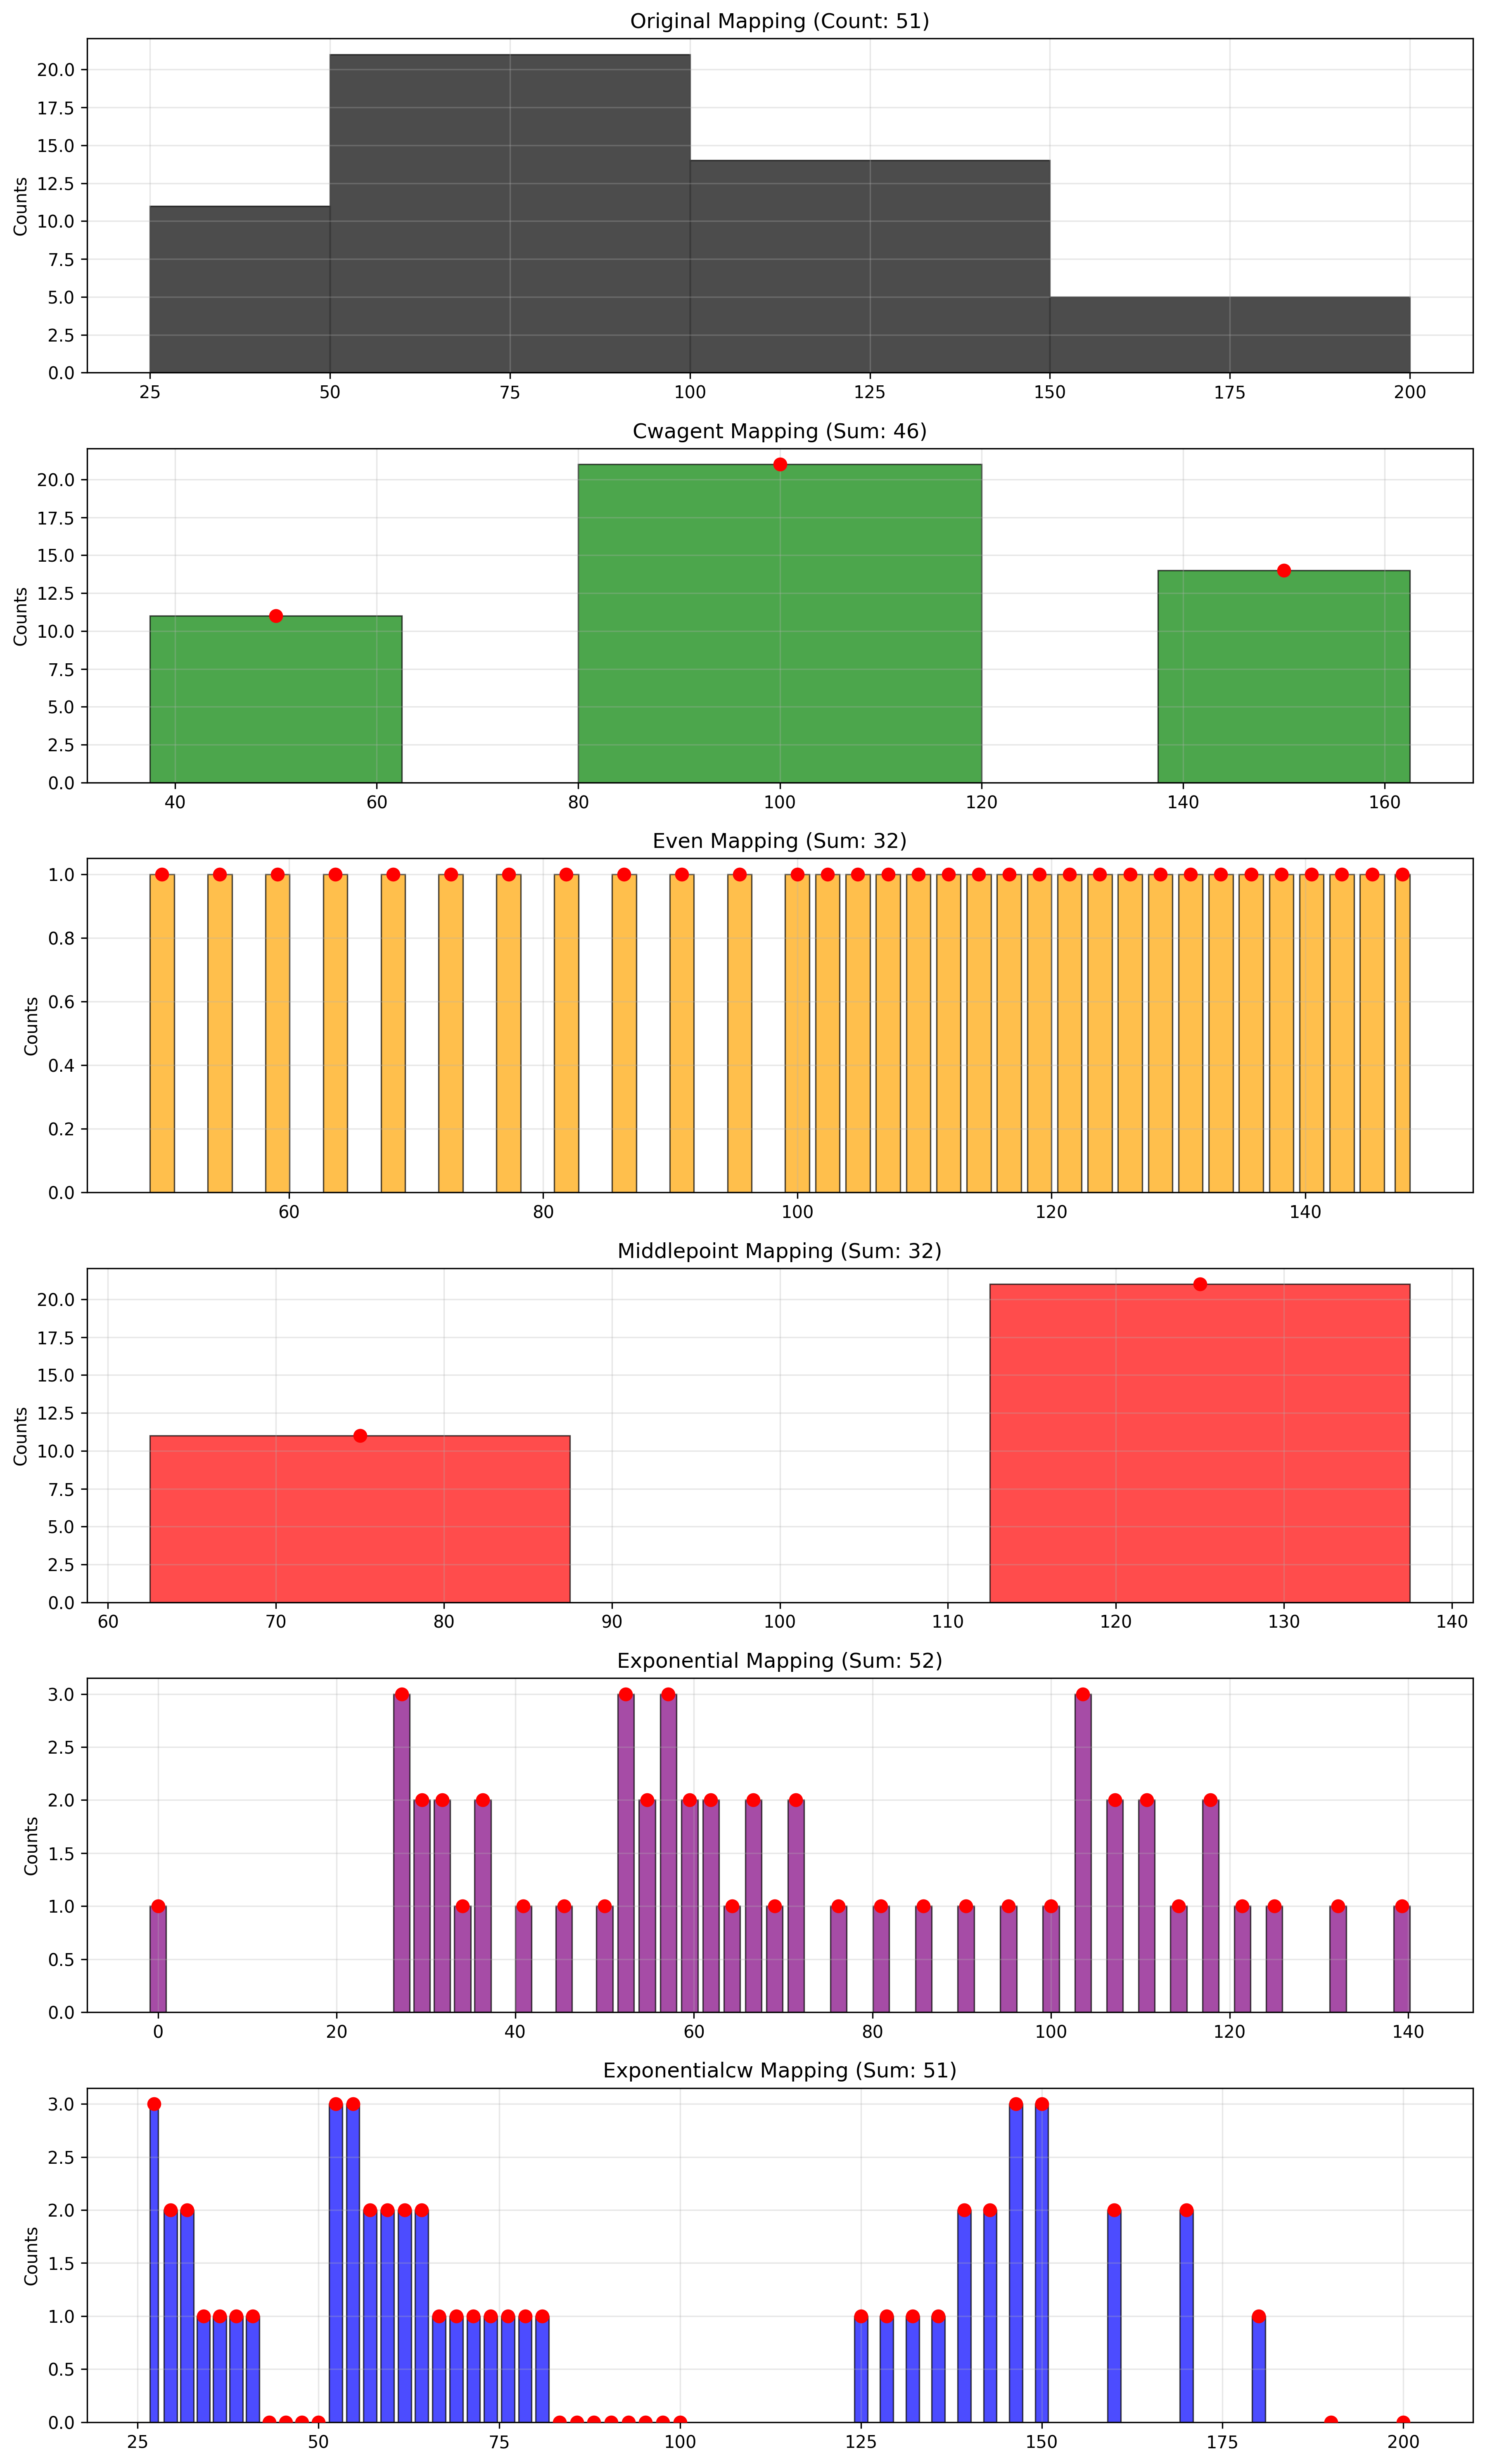 Original Mapping (Count: 51)
20.0
17.5
15.0
12.5
10.0
7.5
5.0
2.5
0.0
Counts
25 50 75 100 125 150 175 200
Cwagent Mapping (Sum: 46)
20.0
17.5
15.0
12.5
10.0
7.5
5.0
2.5
0.0
Counts
40 60 80 100 120 140 160
Even Mapping (Sum: 32)
1.0
0.8
0.6
0.4
0.2
0.0
Counts
60 80 100 120 140
Middlepoint Mapping (Sum: 32)
20.0
17.5
15.0
12.5
10.0
7.5
5.0
2.5
0.0
Counts
60 70 80 90 100 110 120 130 140
Exponential Mapping (Sum: 52)
3.0
2.5
2.0
1.5
1.0
0.5
0.0
Counts
0 20 40 60 80 100 120 140
Exponentialcw Mapping (Sum: 51)
3.0
2.5
2.0
1.5
1.0
0.5
0.0
Counts
25 50 75 100 125 150 175 200